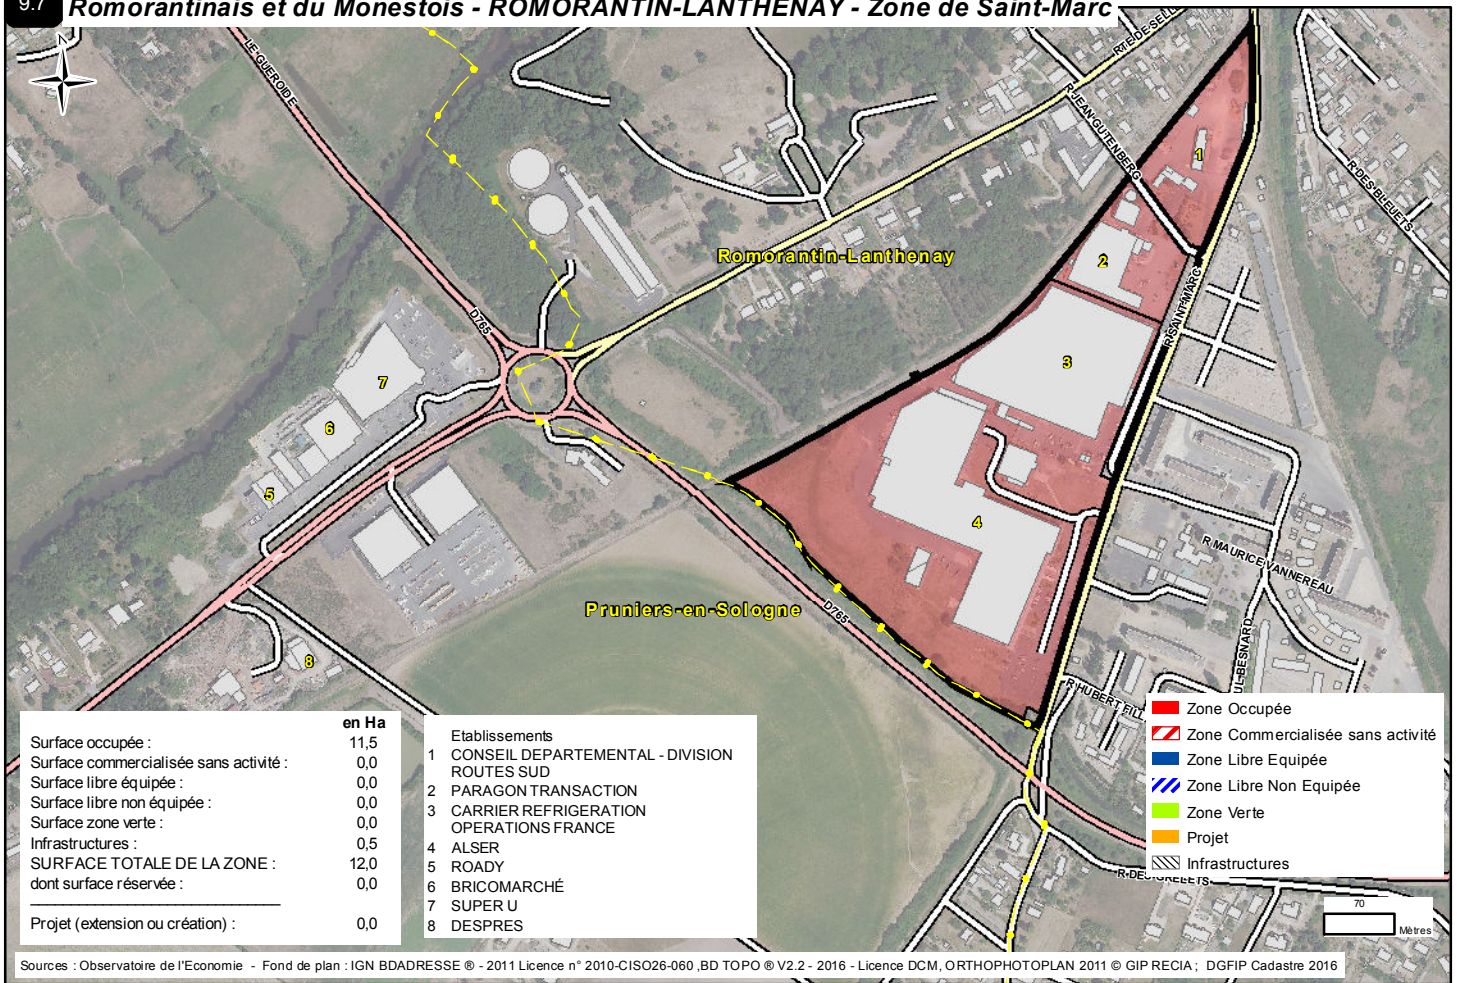 9.7 Romorantinais et du Monestois - ROMORANTIN-LANTHENAY - Zone de Saint-Marc
N
LE GUEROIDE
RTE DE SELL
R JEAN GUTENBERG
R DES BLEUETS
1
Romorantin-Lanthenay
2
R SAINT-MARC
D765
3
7
6
5
4
R MAURICE VANNEREAU
Pruniers-en-Sologne
D765
UL BESNARD
8
R HUBERT FILL
R DES GRELETS
en Ha
Surface occupée : 11,5
Surface commercialisée sans activité : 0,0
Surface libre équipée : 0,0
Surface libre non équipée : 0,0
Surface zone verte : 0,0
Infrastructures : 0,5
SURFACE TOTALE DE LA ZONE : 12,0
dont surface réservée : 0,0
Projet (extension ou création) : 0,0
Etablissements
1 CONSEIL DEPARTEMENTAL - DIVISION
ROUTES SUD
2 PARAGON TRANSACTION
3 CARRIER REFRIGERATION
OPERATIONS FRANCE
4 ALSER
5 ROADY
6 BRICOMARCHÉ
7 SUPER U
8 DESPRES
Zone Occupée
Zone Commercialisée sans activité
Zone Libre Equipée
Zone Libre Non Equipée
Zone Verte
Projet
Infrastructures
70
Mètres
Sources : Observatoire de l'Economie - Fond de plan : IGN BDADRESSE ® - 2011 Licence n° 2010-CISO26-060 ,BD TOPO ® V2.2 - 2016 - Licence DCM, ORTHOPHOTOPLAN 2011 © GIP RECIA ; DGFIP Cadastre 2016